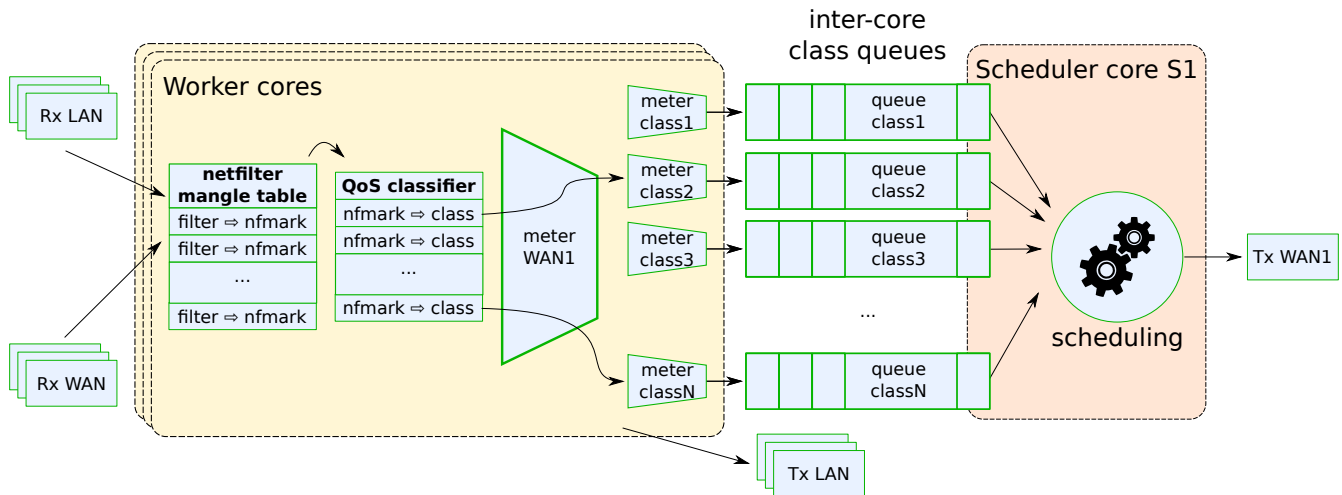 inter-core
class queues
Worker cores
Scheduler core S1
Rx LAN
Rx WAN
netfilter
mangle table
filter ⇨ nfmark
filter ⇨ nfmark
...
filter ⇨ nfmark
QoS classifier
nfmark ⇨ class
nfmark ⇨ class
...
nfmark ⇨ class
meter
WAN1
meter
class1
meter
class2
meter
class3
meter
classN
queue
class1
queue
class2
queue
class3
...
queue
classN
scheduling
Tx WAN1
Tx LAN